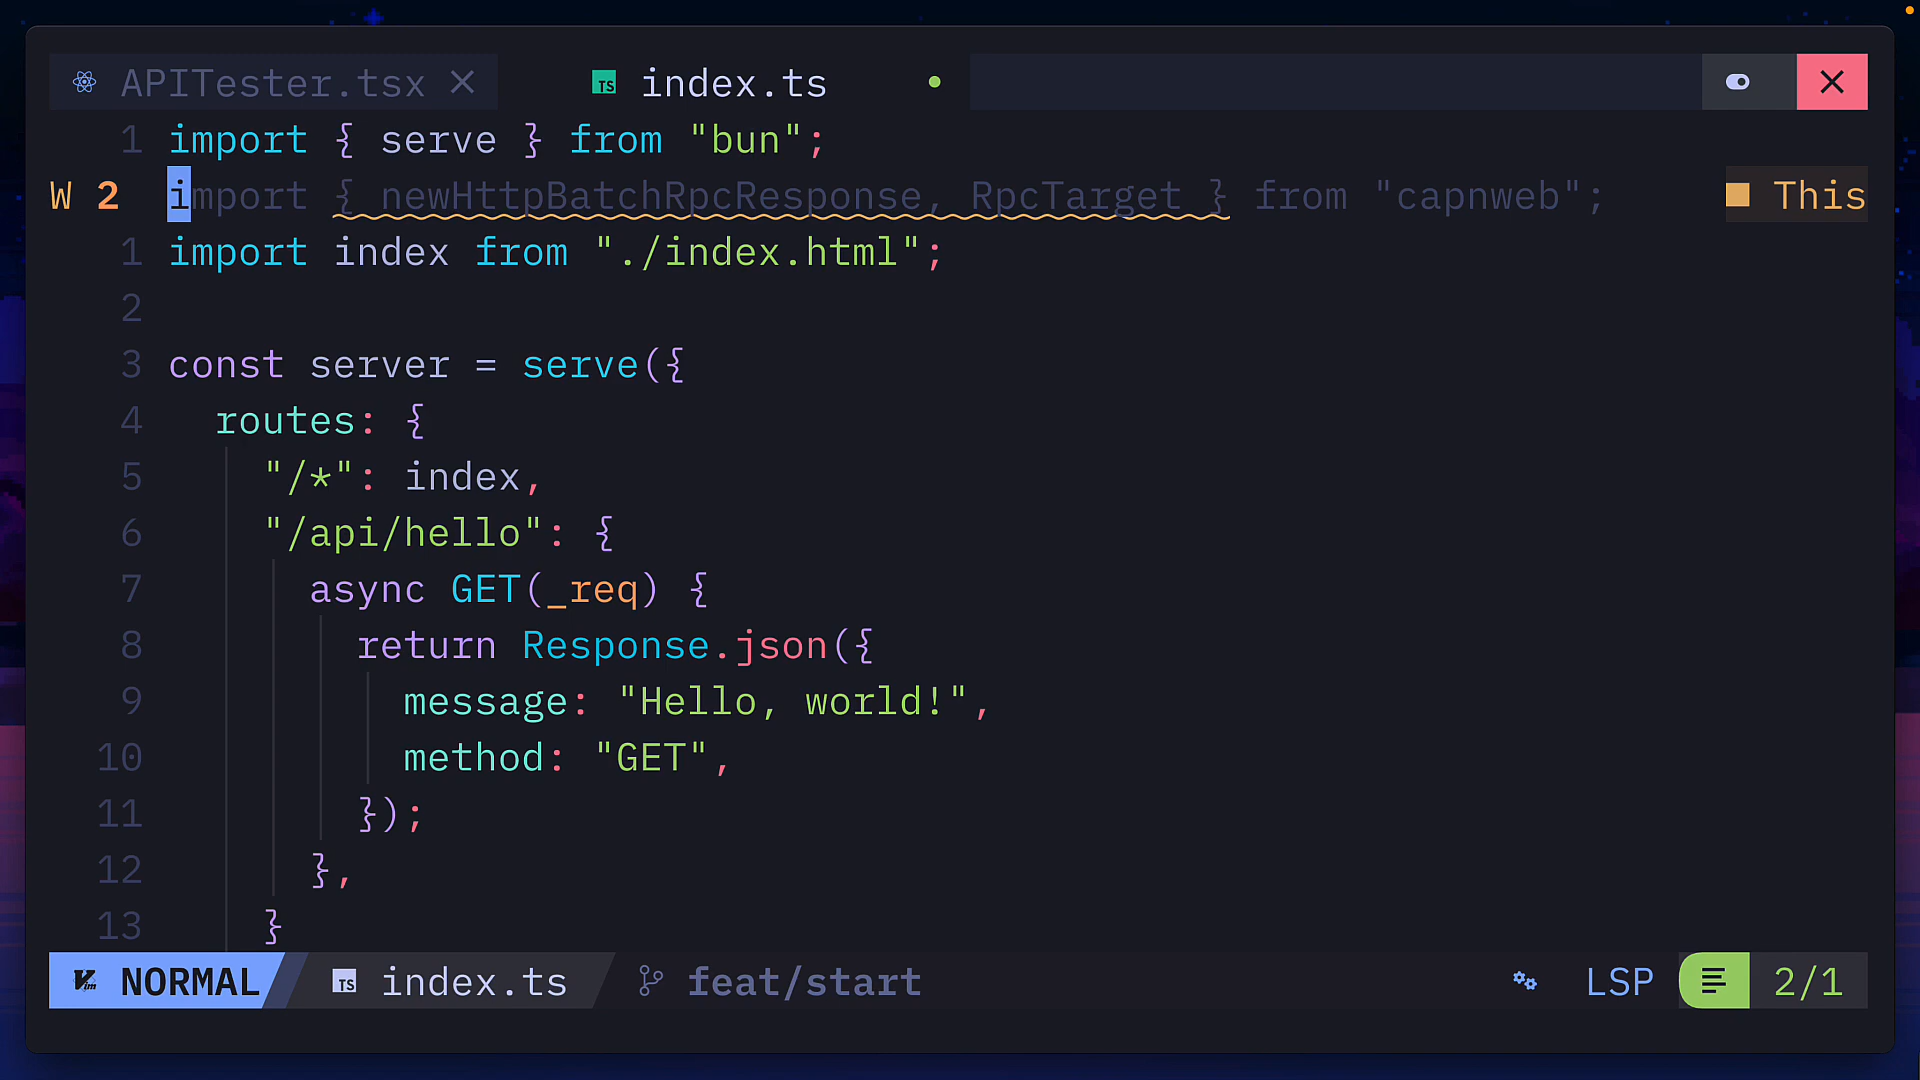 APITester.tsx
TS index.ts
1 import { serve } from "bun";
W 2 import { newHttpBatchRpcResponse, RpcTarget } from "capnweb"; This
1 import index from "./index.html";
2
3 const server = serve({
4 routes: {
5 "/*": index,
6 "/api/hello": {
7 async GET(_req) {
8 return Response.json({
9 message: "Hello, world!",
10 method: "GET",
11 });
12 },
13 }
NORMAL TS index.ts feat/start LSP 2/1